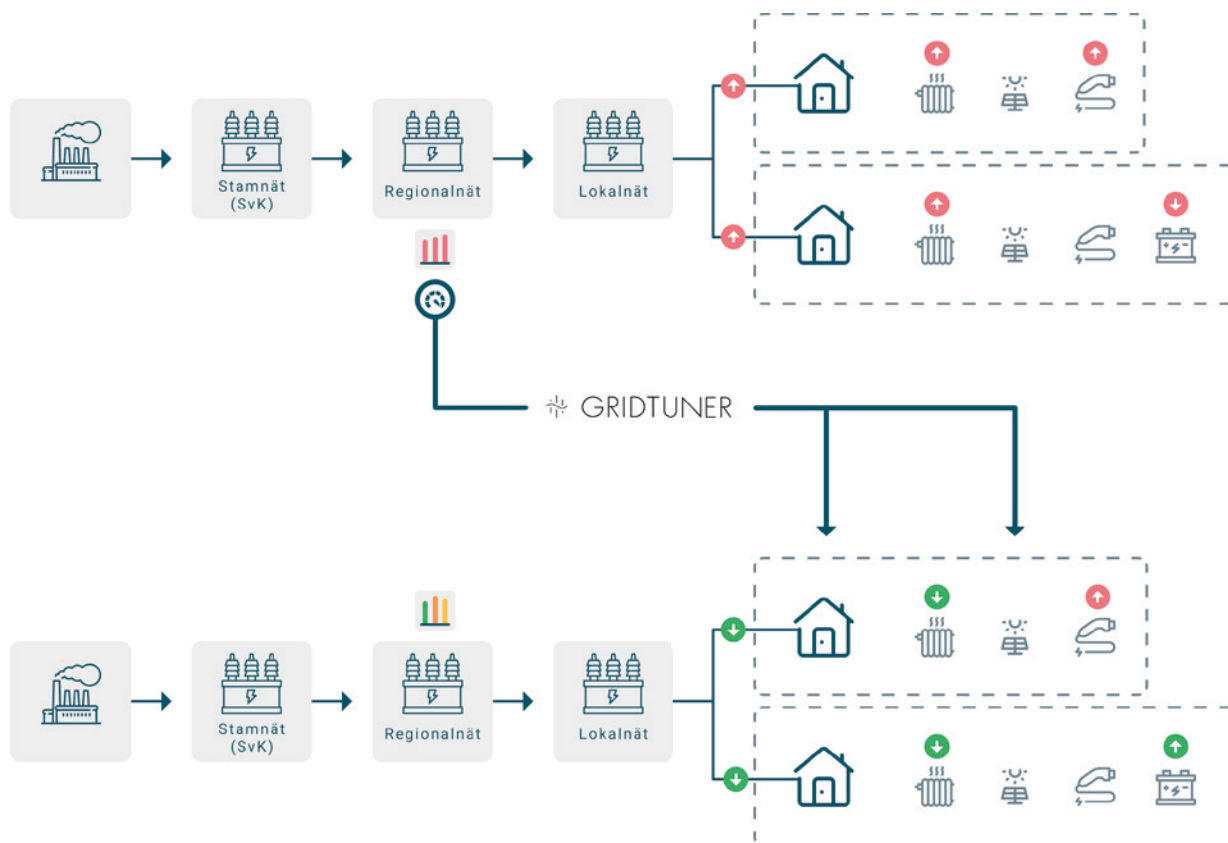 Stamnät
(SvK)
Regionalnät
Lokalnät
GRIDTUNER
Stamnät
(SvK)
Regionalnät
Lokalnät